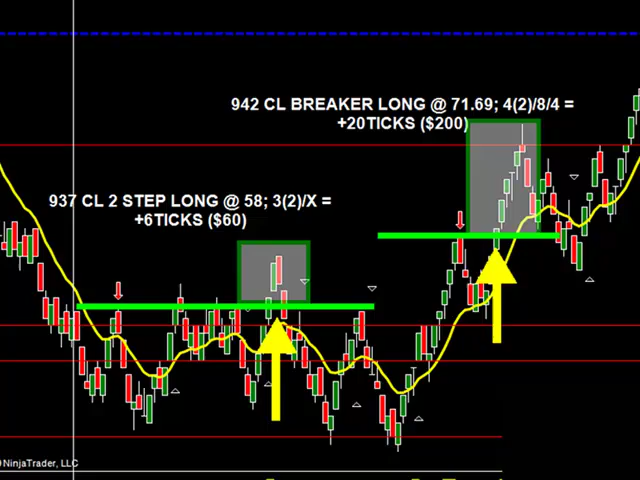 942 CL BREAKER LONG @ 71.69; 4(2)/8/4 =
+20TICKS ($200)
937 CL 2 STEP LONG @ 58; 3(2)/X =
+6TICKS ($60)
NinjaTrader, LLC